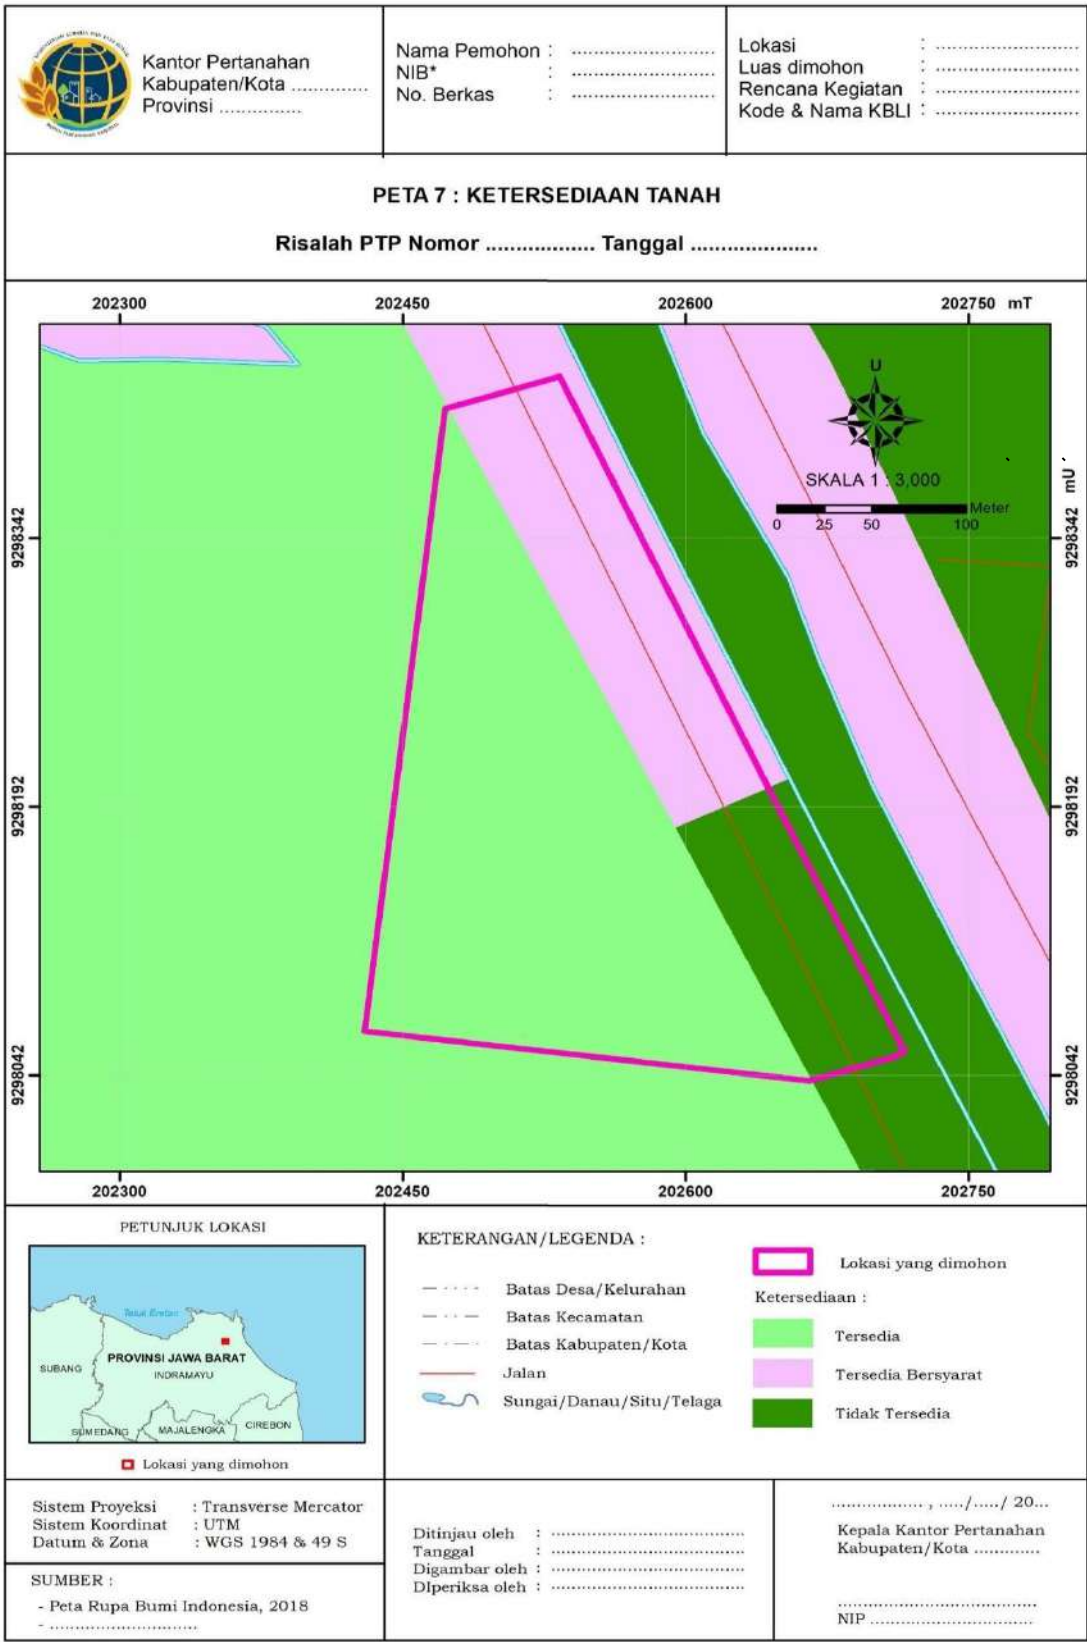 Kantor Pertanahan
Kabupaten/Kota ............
Provinsi .............
Nama Pemohon : ......................
NIB* : ......................
No. Berkas : ......................
Lokasi : ......................
Luas dimohon : ......................
Rencana Kegiatan : ......................
Kode & Nama KBLI : ......................
PETA 7 : KETERSEDIAAN TANAH
Risalah PTP Nomor .................. Tanggal .....................
202300 202450 202600 202750 mT
U
SKALA 1 : 3,000
Meter
0 25 50 100
mU
9298342 9298342
9298192 9298192
9298042 9298042
202300 202450 202600 202750
PETUNJUK LOKASI
PROVINSI JAWA BARAT
SUBANG
INDRAMAYU
SUMEDANG
MAJALENGKA
CIREBON
Lokasi yang dimohon
KETERANGAN/LEGENDA :
Batas Desa/Kelurahan
Batas Kecamatan
Batas Kabupaten/Kota
Jalan
Sungai/Danau/Situ/Telaga
Lokasi yang dimohon
Ketersediaan :
Tersedia
Tersedia Bersyarat
Tidak Tersedia
Sistem Proyeksi : Transverse Mercator
Sistem Koordinat : UTM
Datum & Zona : WGS 1984 & 49 S
SUMBER :
- Peta Rupa Bumi Indonesia, 2018
- ...........................
Ditinjau oleh : ................................
Tanggal : ................................
Digambar oleh : ................................
DIperiksa oleh : ................................
.................. , ...../...../ 20...
Kepala Kantor Pertanahan
Kabupaten/Kota ............
......................................
NIP ..............................